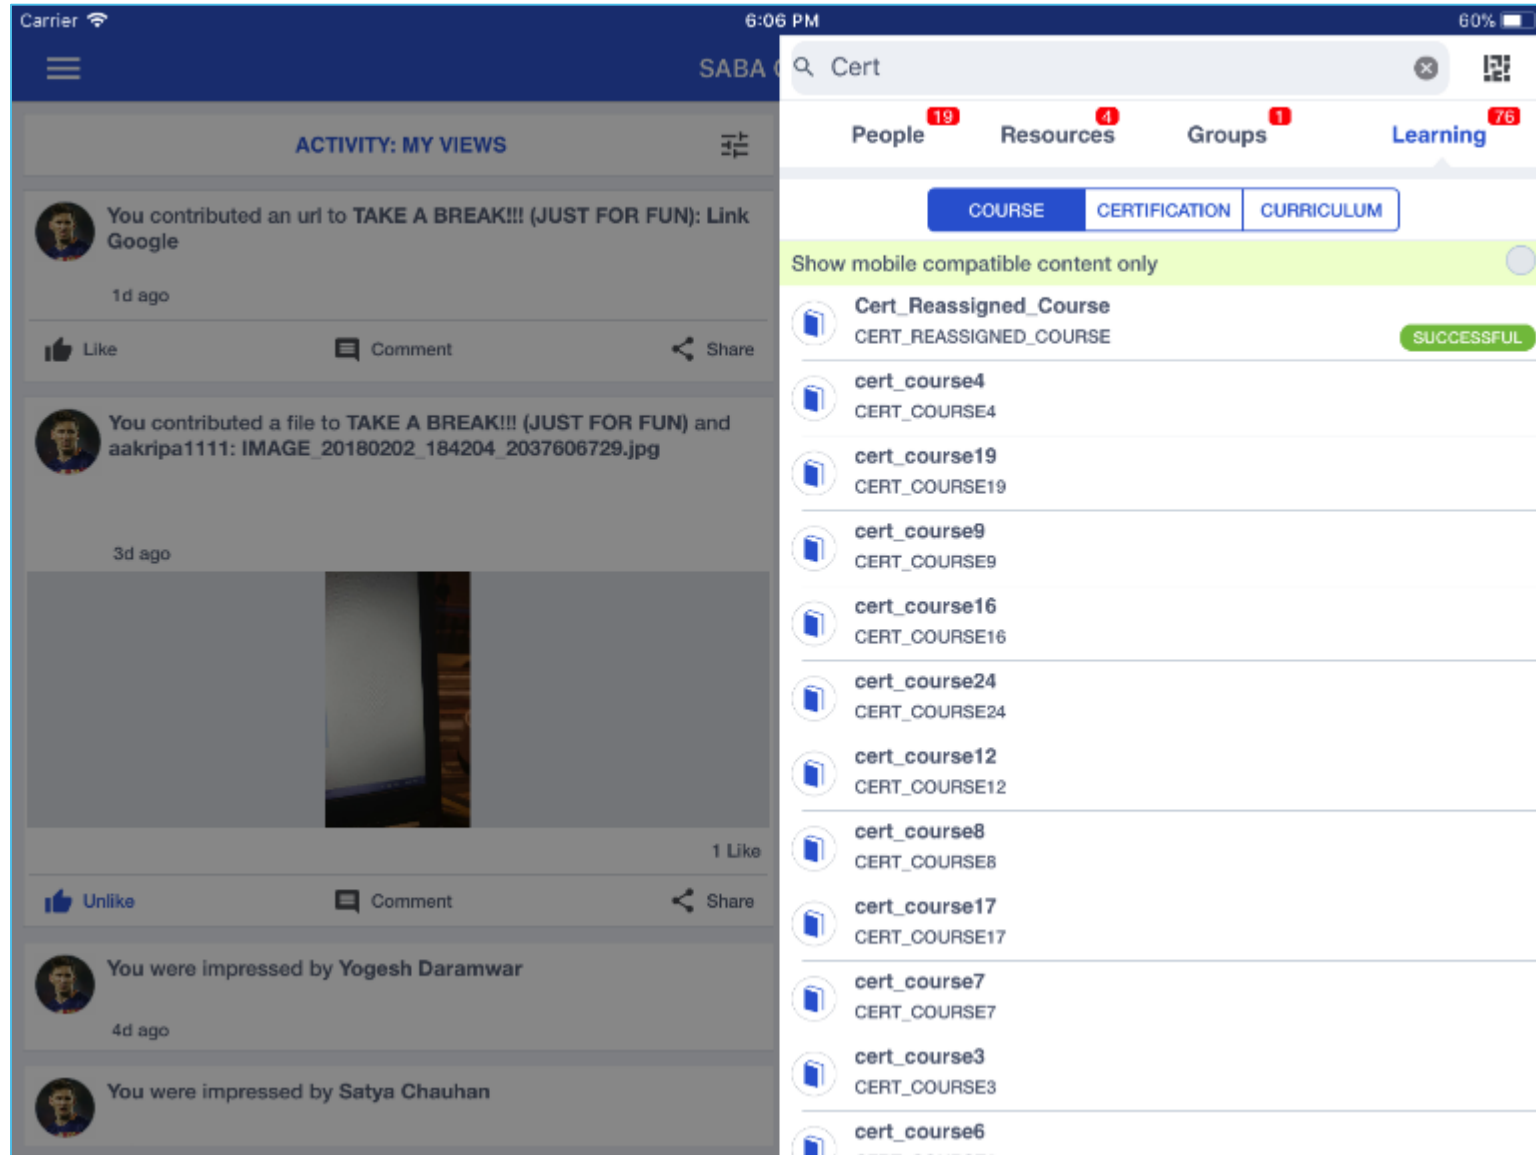 Carrier
6:06 PM
60%
SABA
ACTIVITY: MY VIEWS
You contributed an url to TAKE A BREAK!!! (JUST FOR FUN): Link
Google
1d ago
Like
Comment
Share
You contributed a file to TAKE A BREAK!!! (JUST FOR FUN) and
aakripa1111: IMAGE_20180202_184204_2037606729.jpg
3d ago
1 Like
Unlike
Comment
Share
You were impressed by Yogesh Daramwar
4d ago
You were impressed by Satya Chauhan
Cert
People 19
Resources 4
Groups 1
Learning 76
COURSE
CERTIFICATION
CURRICULUM
Show mobile compatible content only
Cert_Reassigned_Course
CERT_REASSIGNED_COURSE
SUCCESSFUL
cert_course4
CERT_COURSE4
cert_course19
CERT_COURSE19
cert_course9
CERT_COURSE9
cert_course16
CERT_COURSE16
cert_course24
CERT_COURSE24
cert_course12
CERT_COURSE12
cert_course8
CERT_COURSE8
cert_course17
CERT_COURSE17
cert_course7
CERT_COURSE7
cert_course3
CERT_COURSE3
cert_course6